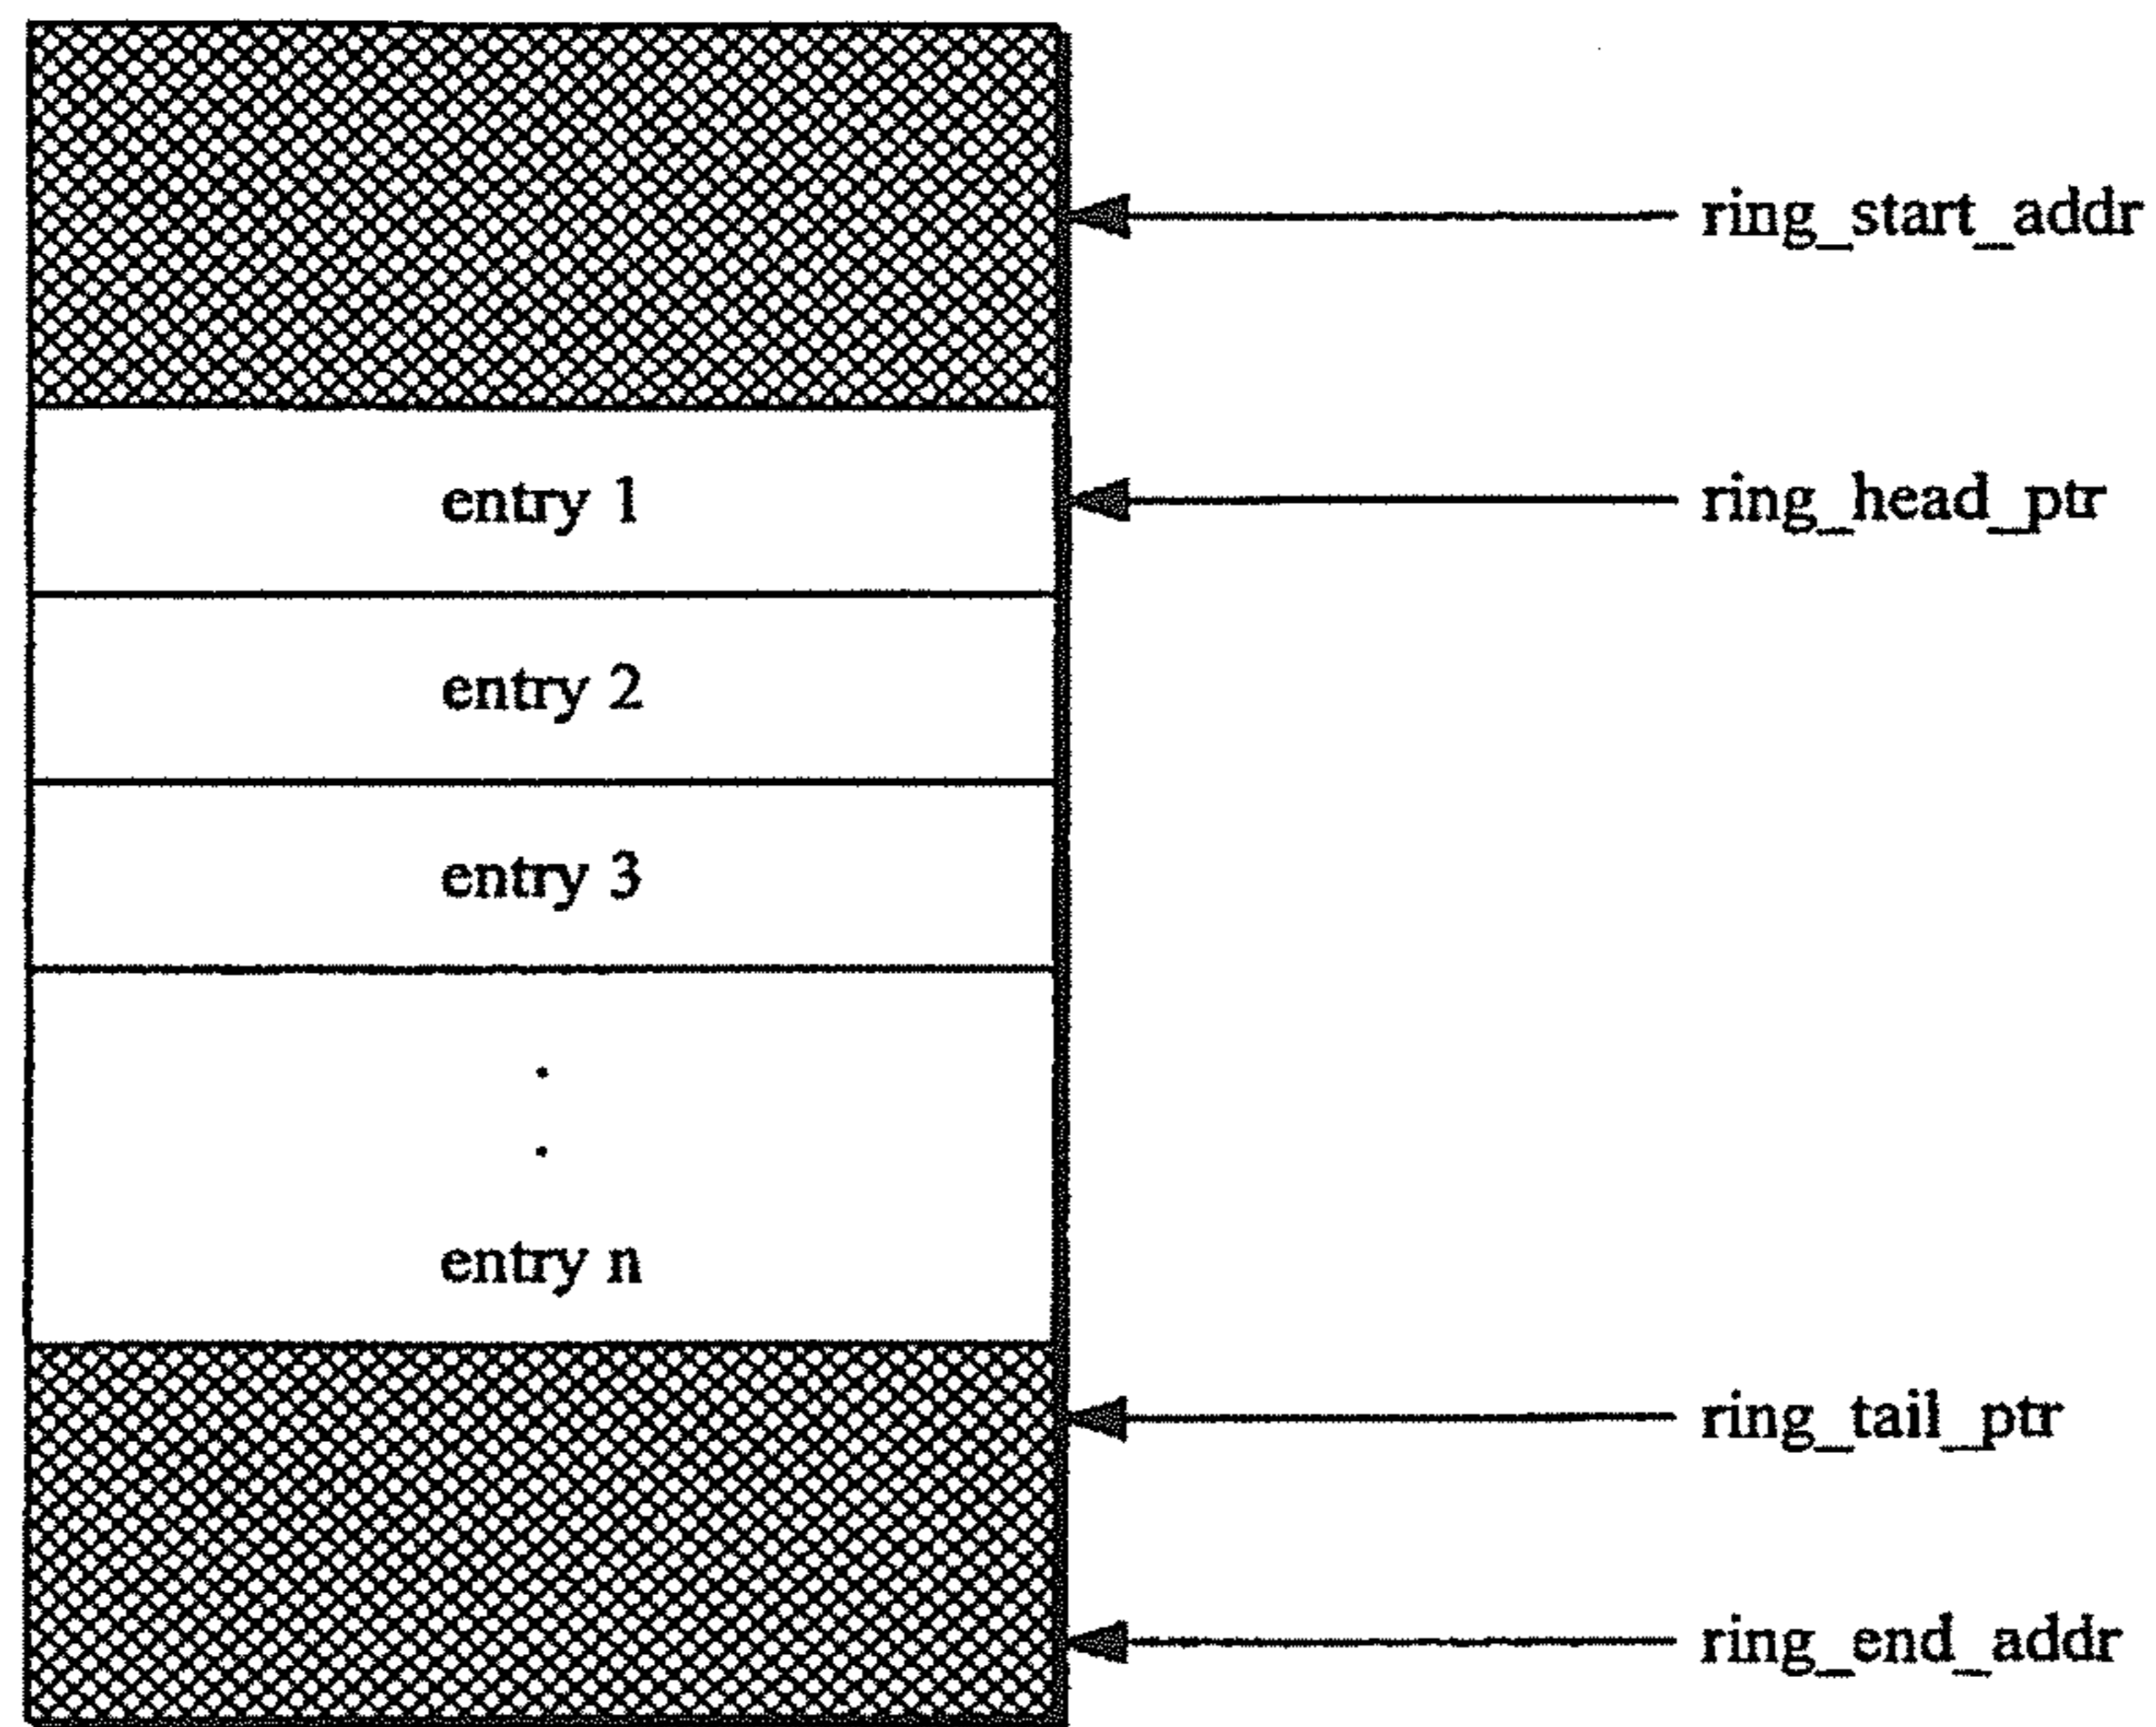 ring_start_addr
entry 1
ring_head_ptr
entry 2
entry 3
.
.
entry n
ring_tail_ptr
ring_end_addr